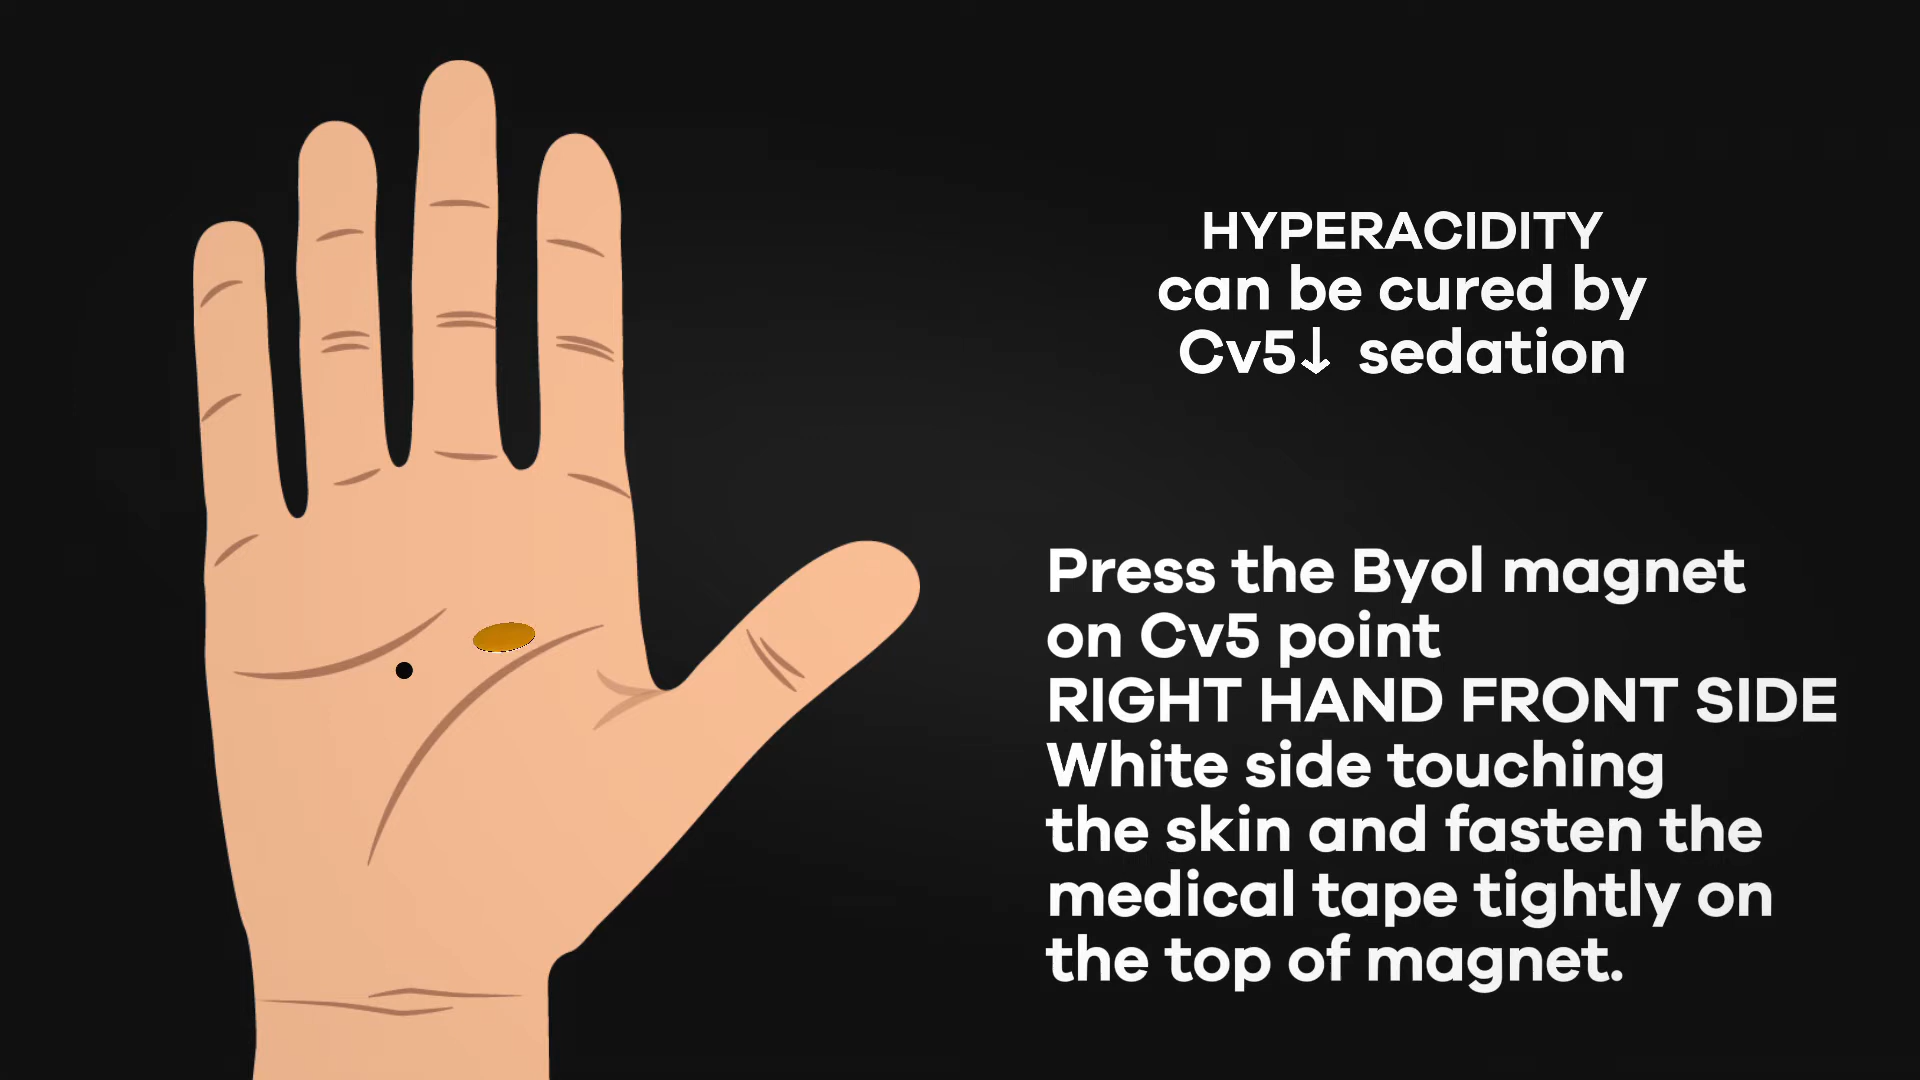 HYPERACIDITY
can be cured by
Cv5↓ sedation
Press the Byol magnet
on Cv5 point
RIGHT HAND FRONT SIDE
White side touching
the skin and fasten the
medical tape tightly on
the top of magnet.